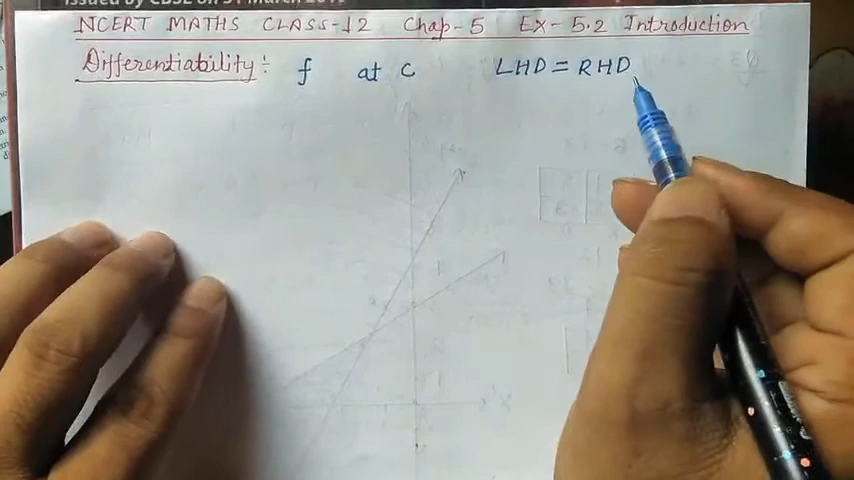 NCERT MATHS CLASS-12 Chap-5 EX-5.2 Introduction
Differentiability:- f at c LHD = RHD